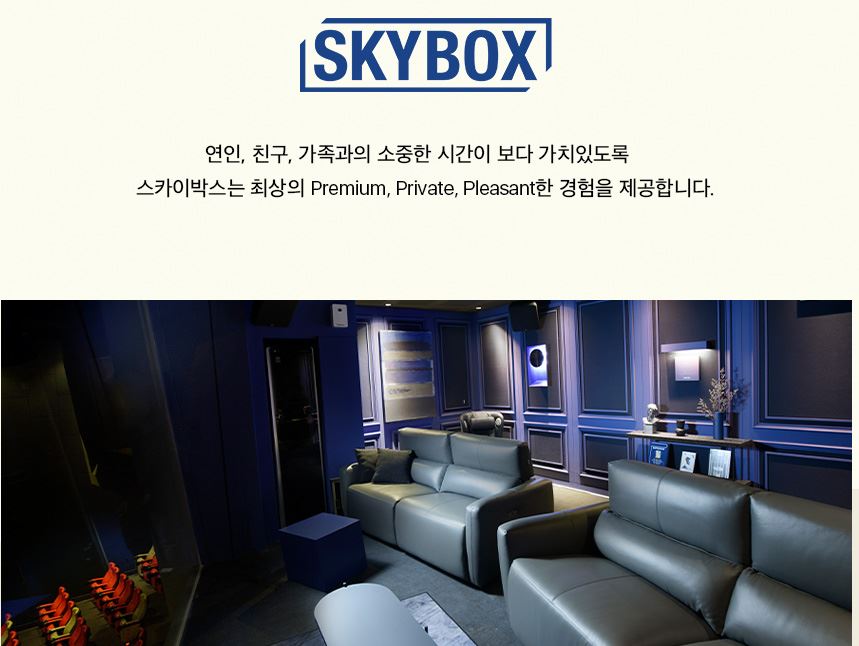 SKYBOX
연인, 친구, 가족과의 소중한 시간이 보다 가치있도록
스카이박스는 최상의 Premium, Private, Pleasant한 경험을 제공합니다.